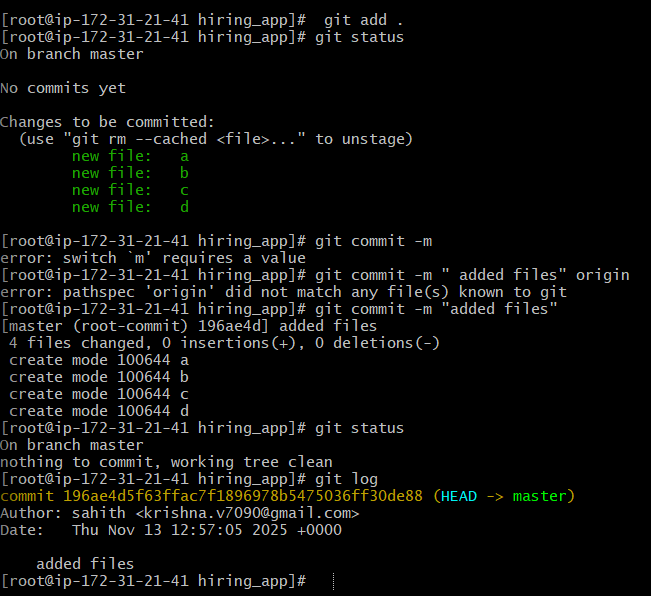 [root@ip-172-31-21-41 hiring_app]#  git add .
[root@ip-172-31-21-41 hiring_app]# git status
On branch master

No commits yet

Changes to be committed:
  (use "git rm --cached <file>..." to unstage)
        new file:   a
        new file:   b
        new file:   c
        new file:   d

[root@ip-172-31-21-41 hiring_app]# git commit -m
error: switch `m' requires a value
[root@ip-172-31-21-41 hiring_app]# git commit -m " added files" origin
error: pathspec 'origin' did not match any file(s) known to git
[root@ip-172-31-21-41 hiring_app]# git commit -m "added files"
[master (root-commit) 196ae4d] added files
 4 files changed, 0 insertions(+), 0 deletions(-)
 create mode 100644 a
 create mode 100644 b
 create mode 100644 c
 create mode 100644 d
[root@ip-172-31-21-41 hiring_app]# git status
On branch master
nothing to commit, working tree clean
[root@ip-172-31-21-41 hiring_app]# git log
commit 196ae4d5f63ffac7f1896978b5475036ff30de88 (HEAD -> master)
Author: sahith <krishna.v7090@gmail.com>
Date:   Thu Nov 13 12:57:05 2025 +0000

    added files
[root@ip-172-31-21-41 hiring_app]#